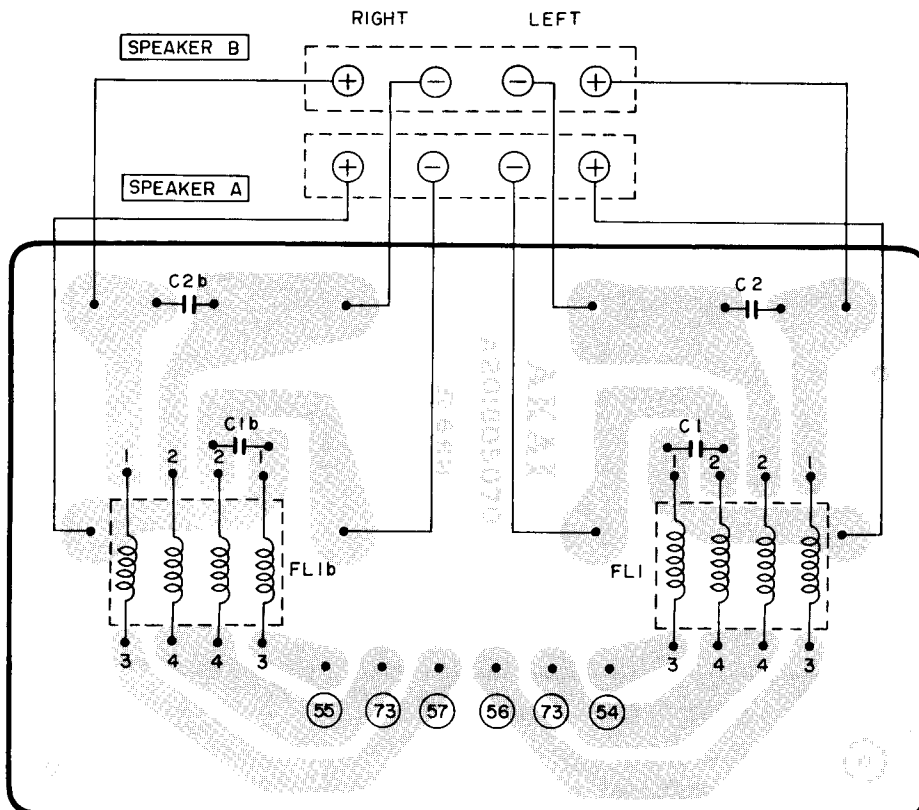 RIGHT LEFT
SPEAKER B
+ − − +
+ − − +
SPEAKER A
C2b C2
C1b C1
1 2 2 1 1 2 2 1
FL1b FL1
3 4 4 3 3 4 4 3
55 73 57 56 73 54